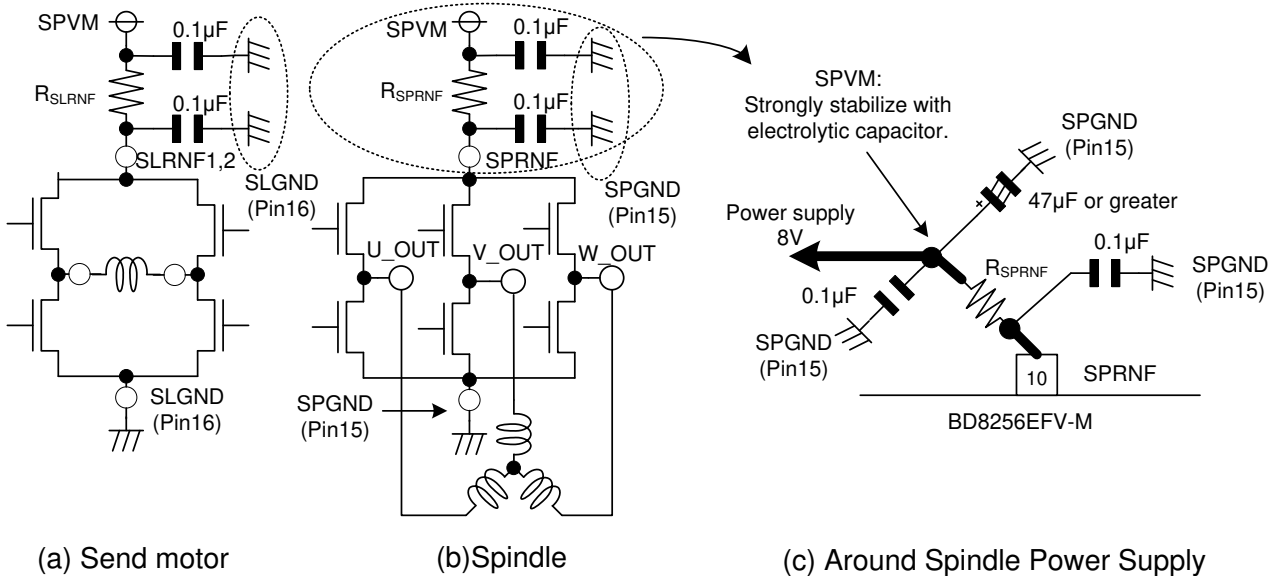 SPVM
0.1µF
R_SLRNF
0.1µF
SLRNF1,2
SLGND
(Pin16)
SLGND
(Pin16)
(a) Send motor
SPVM
0.1µF
R_SPRNF
0.1µF
SPRNF
SPGND
(Pin15)
U_OUT
V_OUT
W_OUT
SPGND
(Pin15)
(b)Spindle
SPVM:
Strongly stabilize with
electrolytic capacitor.
SPGND
(Pin15)
+
47µF or greater
Power supply
8V
0.1µF
R_SPRNF
SPGND
(Pin15)
0.1µF
SPGND
(Pin15)
10
SPRNF
BD8256EFV-M
(c) Around Spindle Power Supply